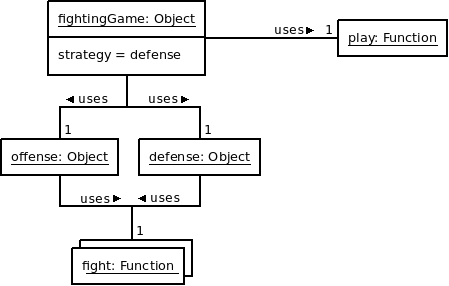 fightingGame: Object
uses 1
play: Function
strategy = defense
uses uses
1 1
offense: Object defense: Object
uses uses
1
fight: Function